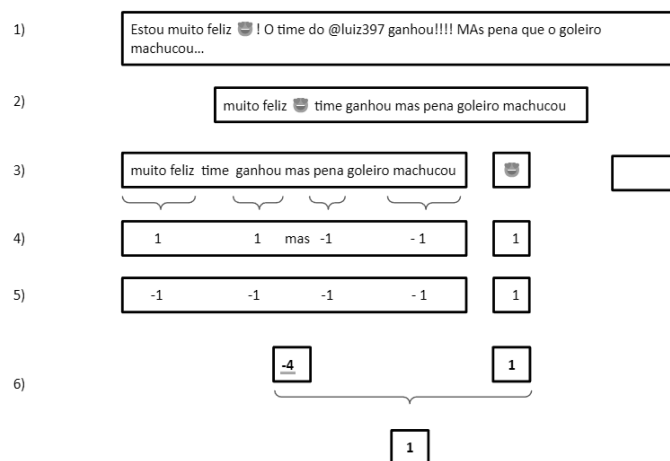 1) Estou muito feliz 😀 ! O time do @luiz397 ganhou!!!! MAs pena que o goleiro
machucou...
2) muito feliz 😀 time ganhou mas pena goleiro machucou
3) muito feliz time ganhou mas pena goleiro machucou 😀
4) 1 1 mas -1 - 1 1
5) -1 -1 -1 - 1 1
-4 1
6)
1